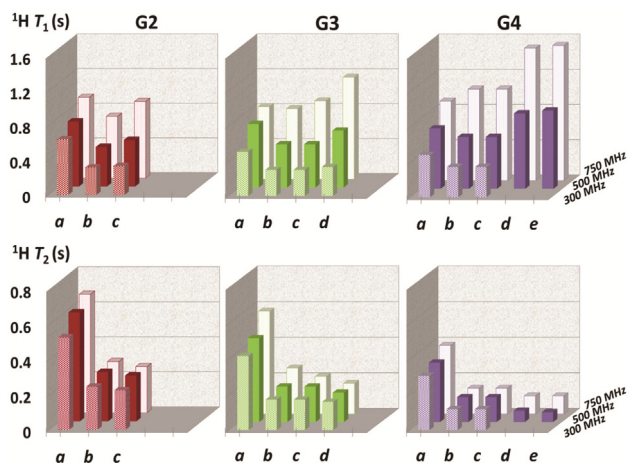 ¹H T₁ (s) G2 G3 G4
1.6
1.2
0.8
0.4
0
750 MHz
500 MHz
300 MHz
a b c a b c d a b c d e
¹H T₂ (s)
0.8
0.6
0.4
0.2
0
750 MHz
500 MHz
300 MHz
a b c a b c d a b c d e